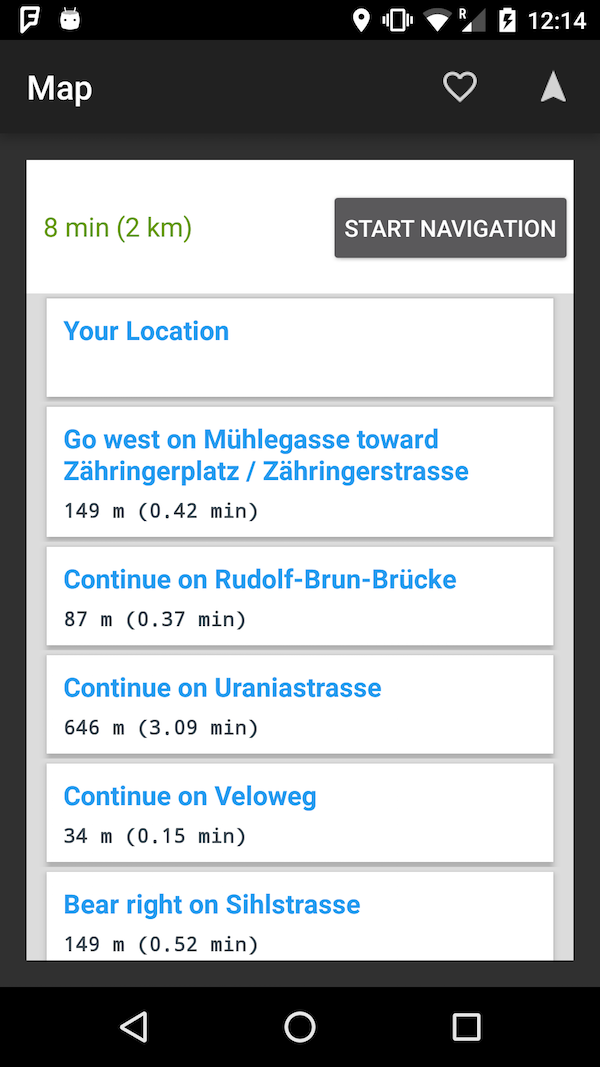 R
12:14
Map
8 min (2 km)
START NAVIGATION
Your Location
Go west on Mühlegasse toward
Zähringerplatz / Zähringerstrasse
149 m (0.42 min)
Continue on Rudolf-Brun-Brücke
87 m (0.37 min)
Continue on Uraniastrasse
646 m (3.09 min)
Continue on Veloweg
34 m (0.15 min)
Bear right on Sihlstrasse
149 m (0.52 min)